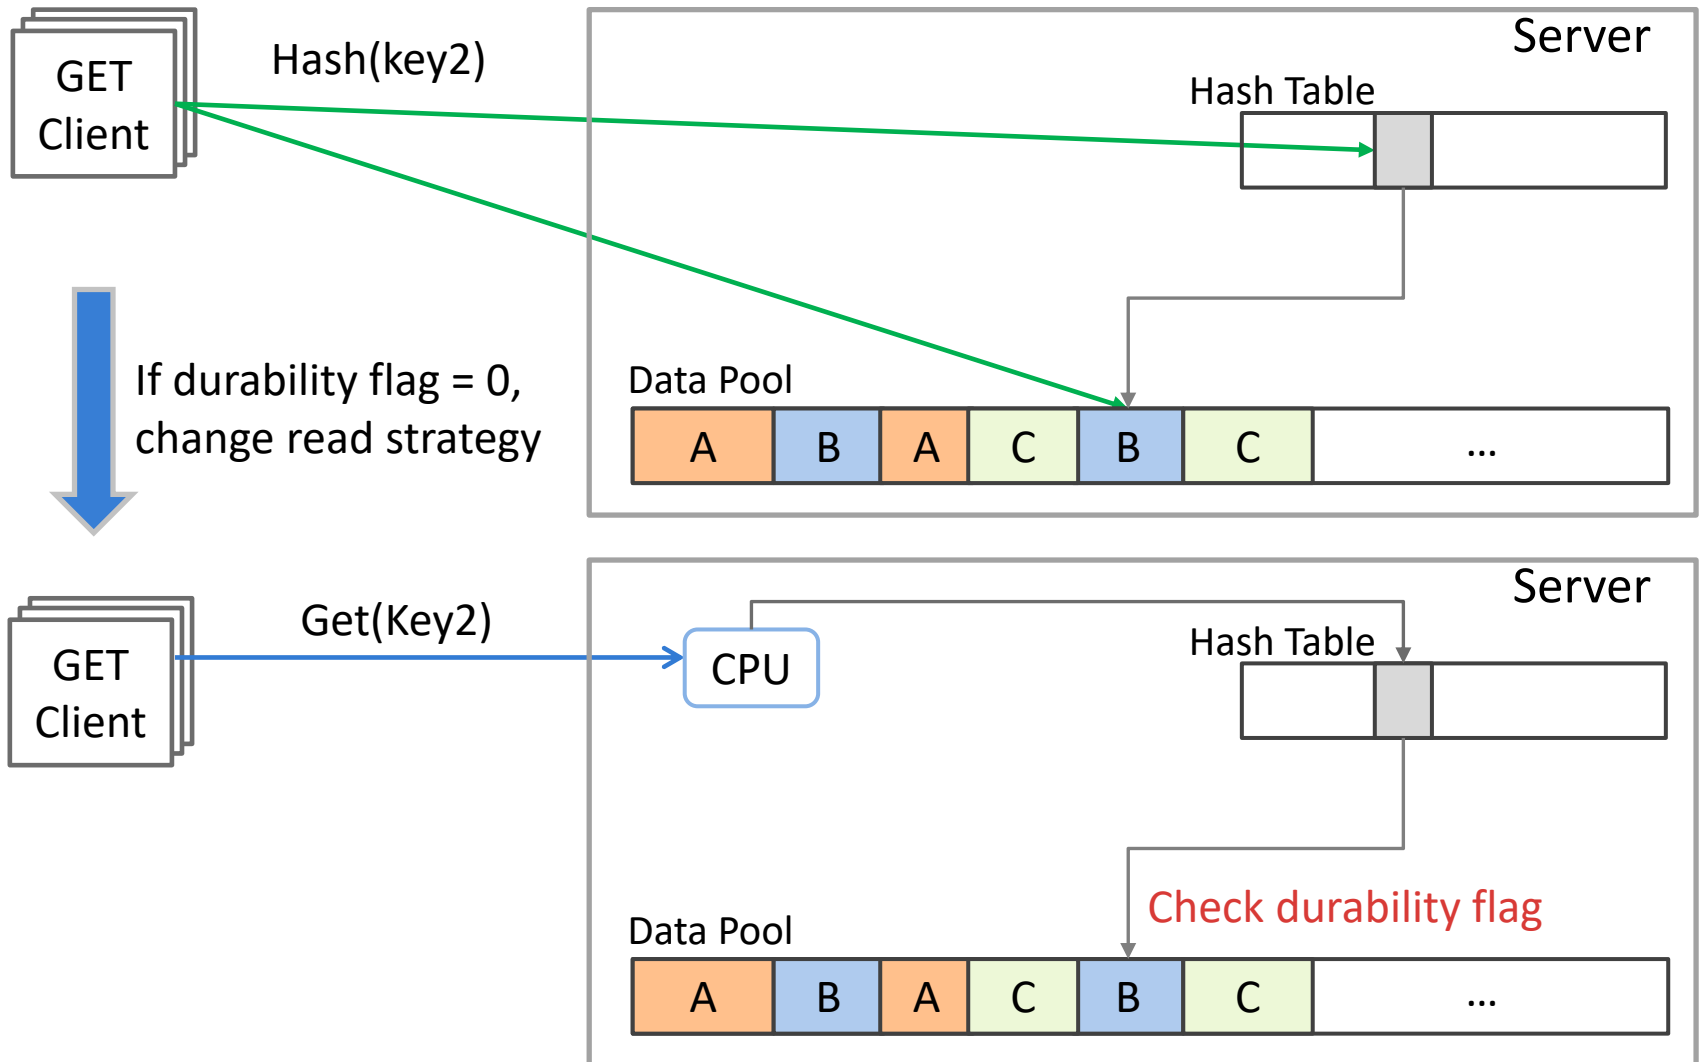 Server
GET
Client
Hash(key2)
Hash Table
If durability flag = 0,
change read strategy
Data Pool
A B A C B C ...
Server
GET
Client
Get(Key2)
CPU
Hash Table
Check durability flag
Data Pool
A B A C B C ...